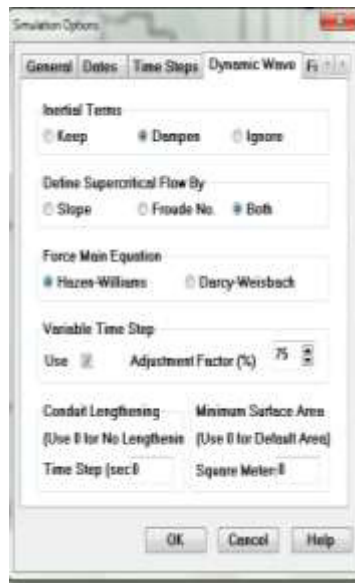 Simulation Options
General Dates Time Steps Dynamic Wave Fi
Inertial Terms
Keep Dampen Ignore
Define Supercritical Flow By
Slope Froude No. Both
Force Main Equation
Hazen-Williams Darcy-Weisbach
Variable Time Step
Use Adjustment Factor (%) 75
Conduit Lengthening Minimum Surface Area
(Use 0 for No Lengthenin (Use 0 for Default Area)
Time Step (sec 0 Square Meter 0
OK Cancel Help